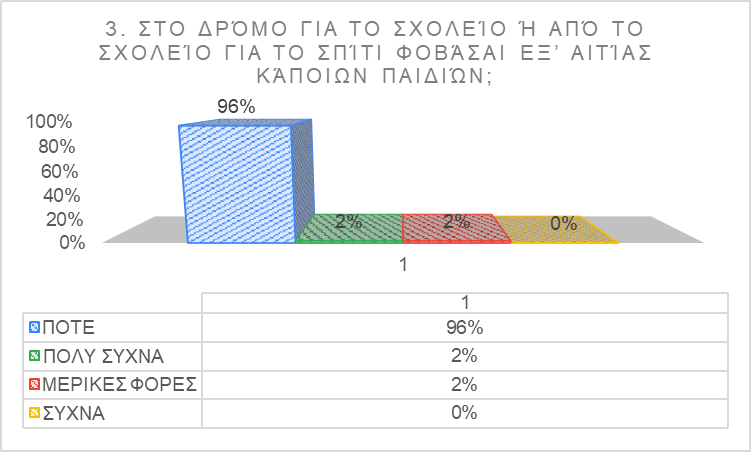 3. ΣΤΟ ΔΡΌΜΟ ΓΙΑ ΤΟ ΣΧΟΛΕΊΟ Ή ΑΠΌ ΤΟ
ΣΧΟΛΕΊΟ ΓΙΑ ΤΟ ΣΠΊΤΙ ΦΟΒΆΣΑΙ ΕΞ’ ΑΙΤΊΑΣ
ΚΆΠΟΙΩΝ ΠΑΙΔΙΏΝ;
96%
100%
80%
60%
40%
20%
0%
2%
2%
0%
1
1
ΠΟΤΕ 96%
ΠΟΛΥ ΣΥΧΝΑ 2%
ΜΕΡΙΚΕΣ ΦΟΡΕΣ 2%
ΣΥΧΝΑ 0%